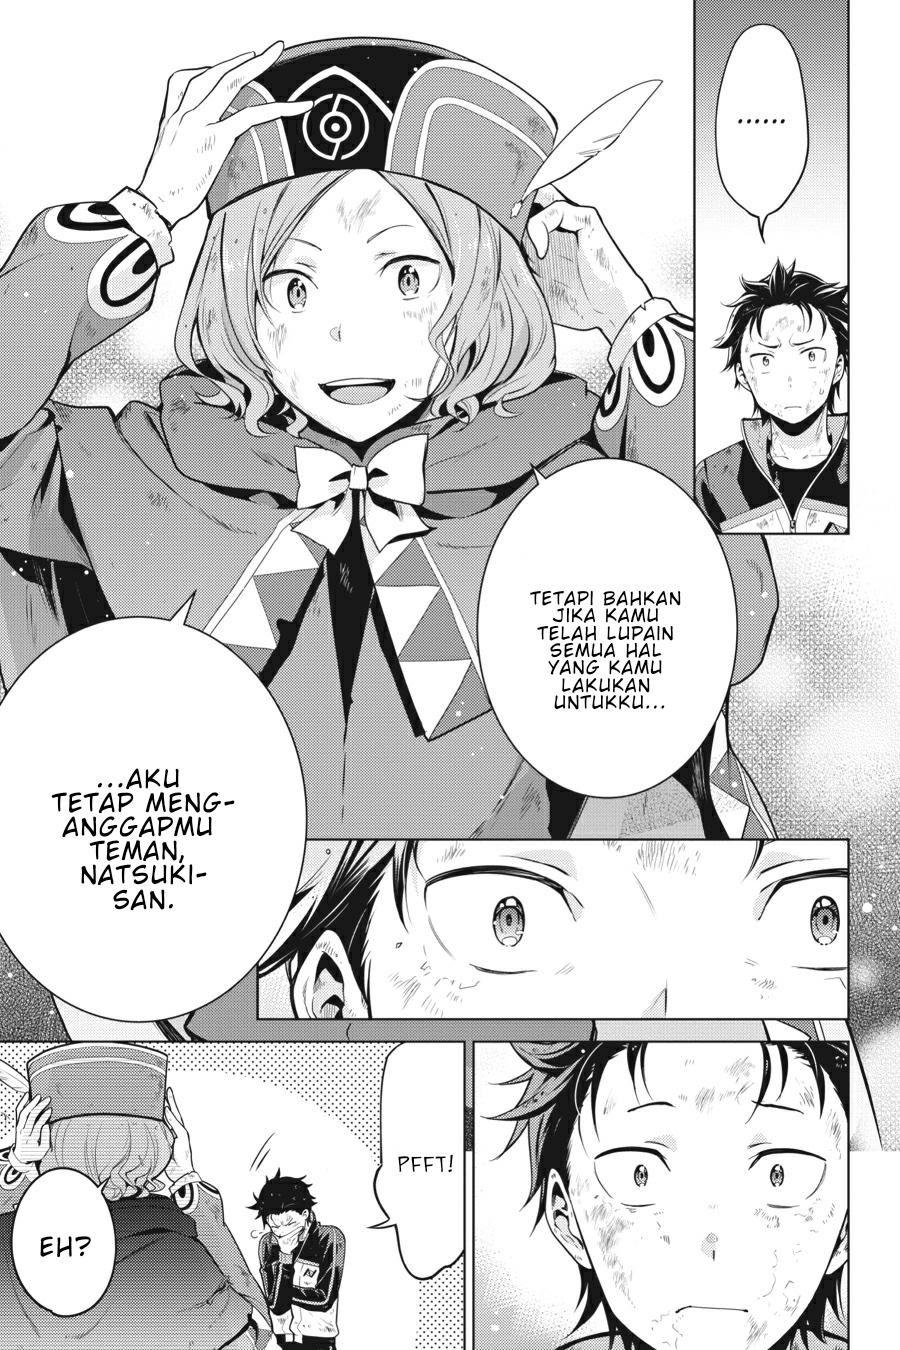 ......
TETAPI BAHKAN
JIKA KAMU
TELAH LUPAIN
SEMUA HAL
YANG KAMU
LAKUKAN
UNTUKKU...
...AKU
TETAP MENG-
ANGGAPMU
TEMAN,
NATSUKI-
SAN.
PFFT!
EH?